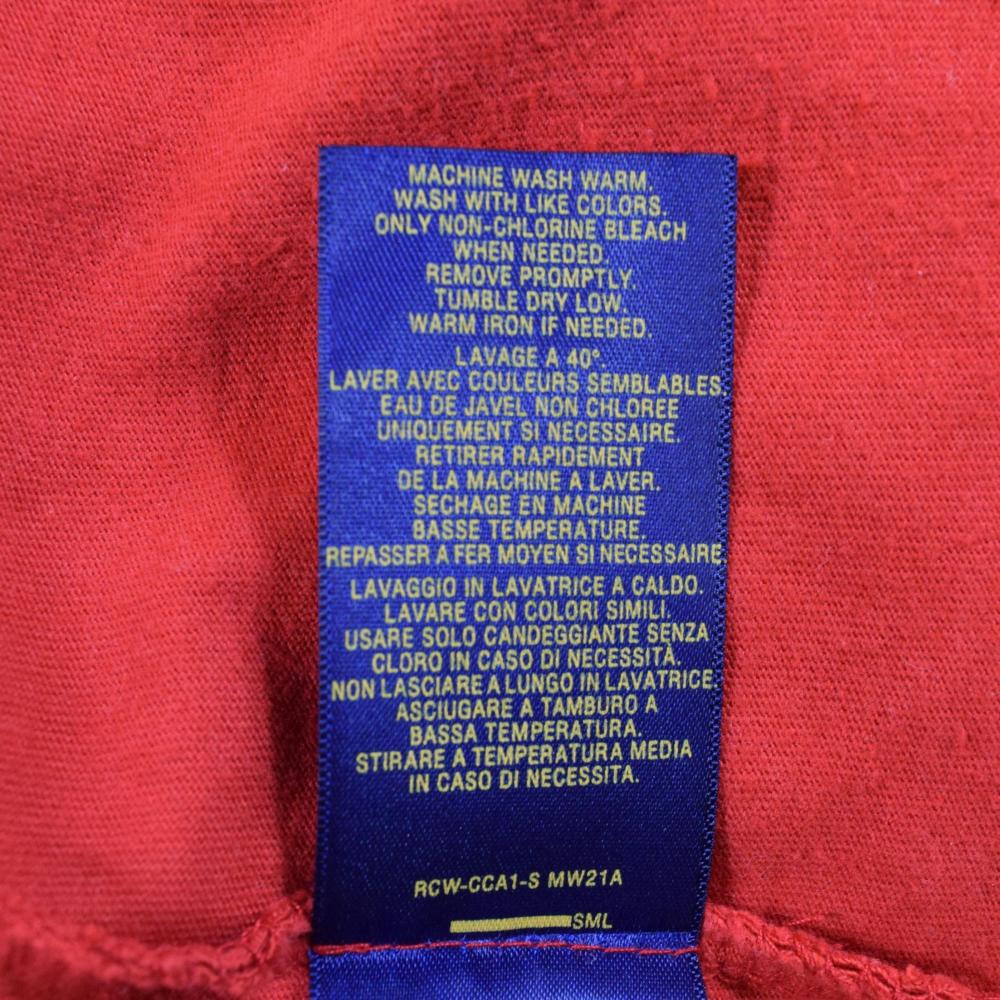 MACHINE WASH WARM.
WASH WITH LIKE COLORS.
ONLY NON-CHLORINE BLEACH
WHEN NEEDED.
REMOVE PROMPTLY.
TUMBLE DRY LOW.
WARM IRON IF NEEDED.
LAVAGE A 40°.
LAVER AVEC COULEURS SEMBLABLES.
EAU DE JAVEL NON CHLOREE
UNIQUEMENT SI NECESSAIRE.
RETIRER RAPIDEMENT
DE LA MACHINE A LAVER.
SECHAGE EN MACHINE
BASSE TEMPERATURE.
REPASSER A FER MOYEN SI NECESSAIRE.
LAVAGGIO IN LAVATRICE A CALDO.
LAVARE CON COLORI SIMILI.
USARE SOLO CANDEGGIANTE SENZA
CLORO IN CASO DI NECESSITÀ.
NON LASCIARE A LUNGO IN LAVATRICE.
ASCIUGARE A TAMBURO A
BASSA TEMPERATURA.
STIRARE A TEMPERATURA MEDIA
IN CASO DI NECESSITA.
RCW-CCA1-S MW21A
SML